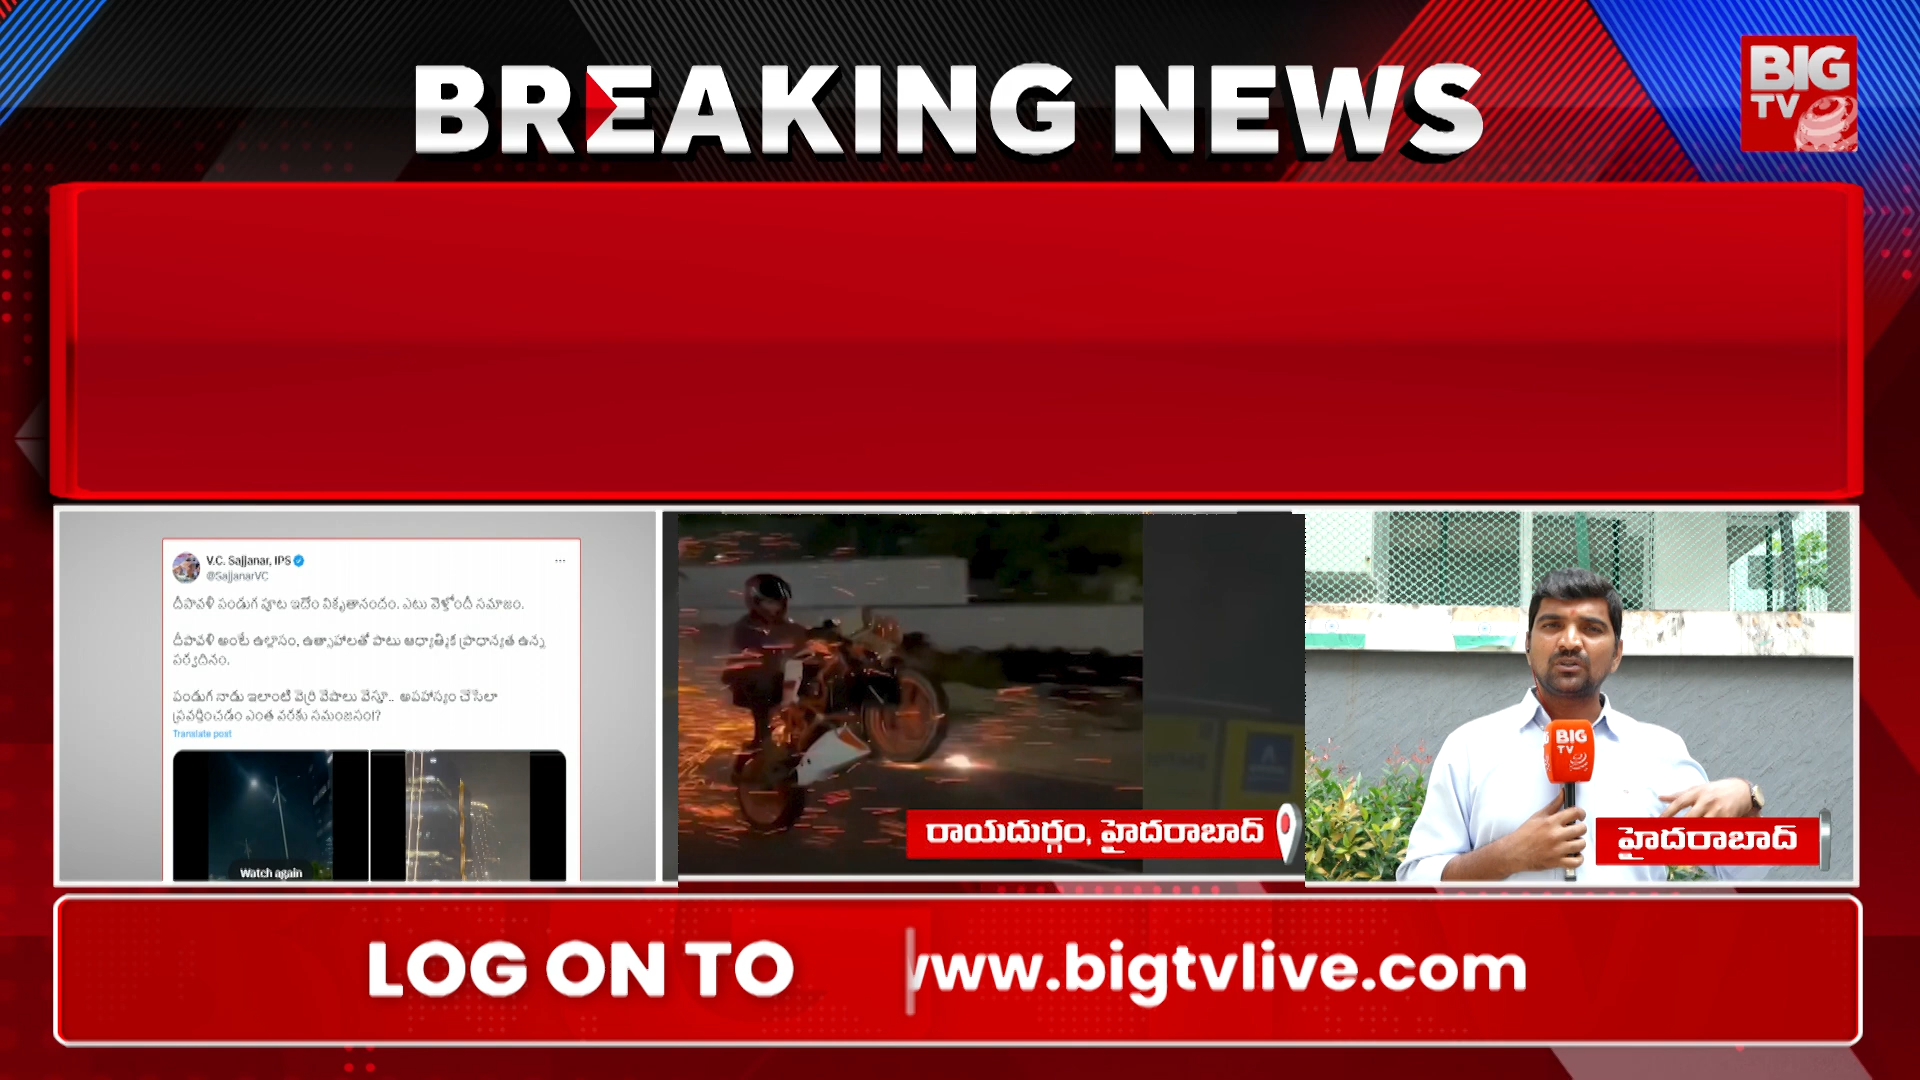 BREAKING NEWS
BIG
TV
V.C. Sajjanar, IPS
@SajjanarVC
దీపావళి పండుగ పూట ఇదేం వికృతానందం. ఎటు వెళ్తోందీ సమాజం.
దీపావళి అంటే ఉల్లాసం, ఉత్సాహాలతో పాటు ఆధ్యాత్మిక ప్రాధాన్యత ఉన్న
పర్వదినం.
పండుగ నాడు ఇలాంటి వెర్రి వేషాలు వేస్తూ.. అపహాస్యం చేసేలా
ప్రవర్తించడం ఎంత వరకు సమంజసం!?
Translate post
Watch again
రాయదుర్గం, హైదరాబాద్
BIG
TV
హైదరాబాద్
LOG ON TO
www.bigtvlive.com